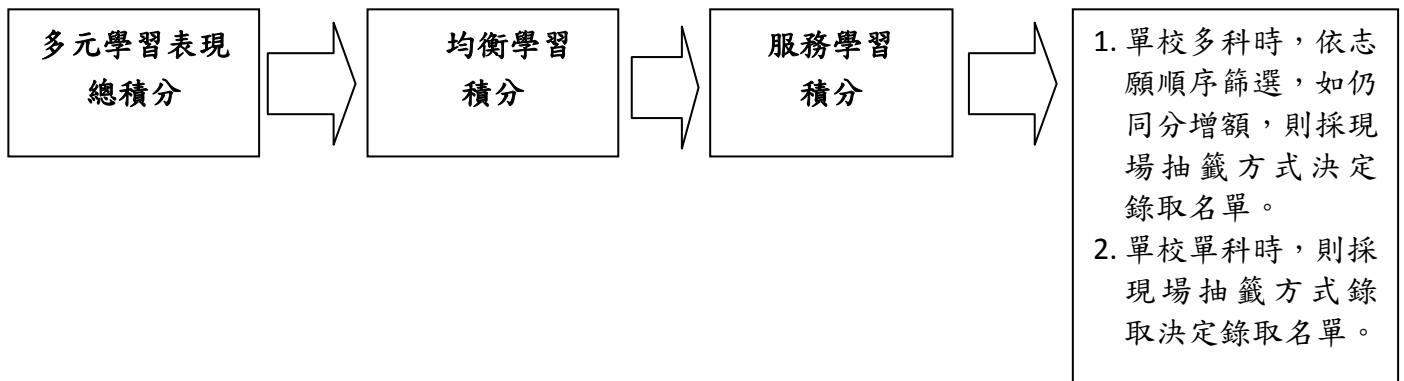 多元學習表現
總積分
均衡學習
積分
服務學習
積分
1. 單校多科時，依志
願順序篩選，如仍
同分增額，則採現
場抽籤方式決定
錄取名單。
2. 單校單科時，則採
現場抽籤方式錄
取決定錄取名單。